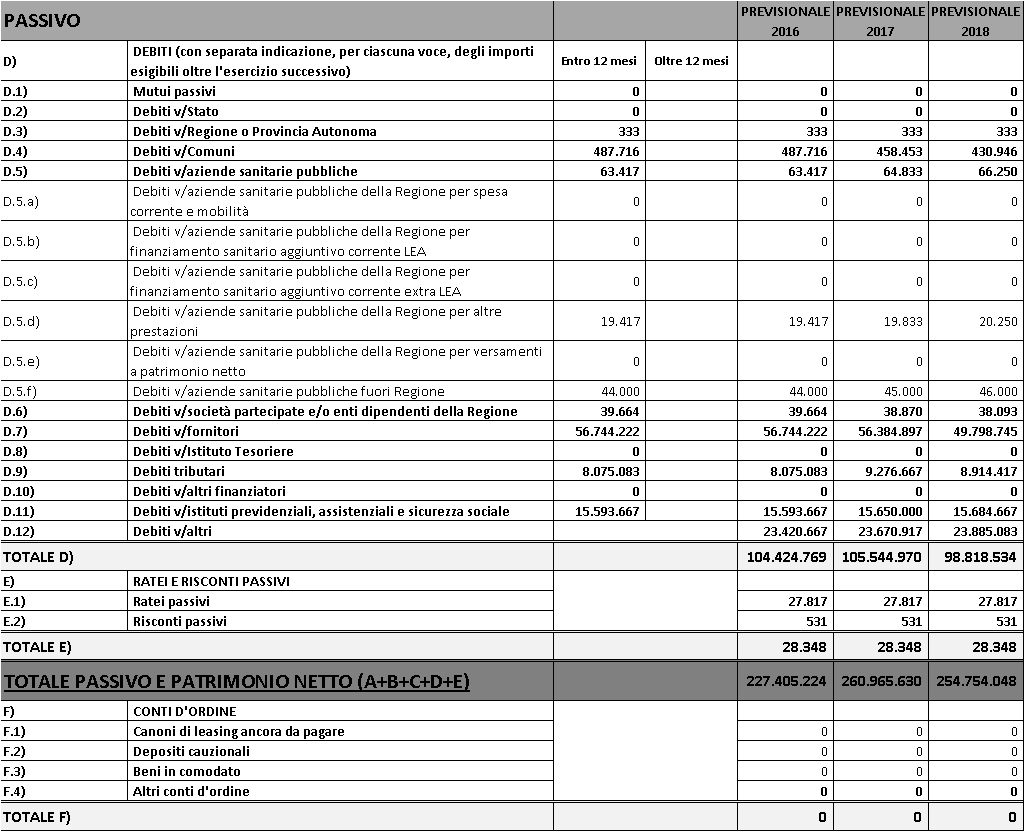 PASSIVO PREVISIONALE 2016 PREVISIONALE 2017 PREVISIONALE 2018
D) DEBITI (con separata indicazione, per ciascuna voce, degli importi esigibili oltre l'esercizio successivo) Entro 12 mesi Oltre 12 mesi
D.1) Mutui passivi 0 0 0 0
D.2) Debiti v/Stato 0 0 0 0
D.3) Debiti v/Regione o Provincia Autonoma 333 333 333 333
D.4) Debiti v/Comuni 487.716 487.716 458.453 430.946
D.5) Debiti v/aziende sanitarie pubbliche 63.417 63.417 64.833 66.250
D.5.a) Debiti v/aziende sanitarie pubbliche della Regione per spesa corrente e mobilità 0 0 0 0
D.5.b) Debiti v/aziende sanitarie pubbliche della Regione per finanziamento sanitario aggiuntivo corrente LEA 0 0 0 0
D.5.c) Debiti v/aziende sanitarie pubbliche della Regione per finanziamento sanitario aggiuntivo corrente extra LEA 0 0 0 0
D.5.d) Debiti v/aziende sanitarie pubbliche della Regione per altre prestazioni 19.417 19.417 19.833 20.250
D.5.e) Debiti v/aziende sanitarie pubbliche della Regione per versamenti a patrimonio netto 0 0 0 0
D.5.f) Debiti v/aziende sanitarie pubbliche fuori Regione 44.000 44.000 45.000 46.000
D.6) Debiti v/società partecipate e/o enti dipendenti della Regione 39.664 39.664 38.870 38.093
D.7) Debiti v/fornitori 56.744.222 56.744.222 56.384.897 49.798.745
D.8) Debiti v/Istituto Tesoriere 0 0 0 0
D.9) Debiti tributari 8.075.083 8.075.083 9.276.667 8.914.417
D.10) Debiti v/altri finanziatori 0 0 0 0
D.11) Debiti v/istituti previdenziali, assistenziali e sicurezza sociale 15.593.667 15.593.667 15.650.000 15.684.667
D.12) Debiti v/altri 23.420.667 23.670.917 23.885.083
TOTALE D) 104.424.769 105.544.970 98.818.534
E) RATEI E RISCONTI PASSIVI
E.1) Ratei passivi 27.817 27.817 27.817
E.2) Risconti passivi 531 531 531
TOTALE E) 28.348 28.348 28.348
TOTALE PASSIVO E PATRIMONIO NETTO (A+B+C+D+E) 227.405.224 260.965.630 254.754.048
F) CONTI D'ORDINE
F.1) Canoni di leasing ancora da pagare 0 0 0
F.2) Depositi cauzionali 0 0 0
F.3) Beni in comodato 0 0 0
F.4) Altri conti d'ordine 0 0 0
TOTALE F) 0 0 0